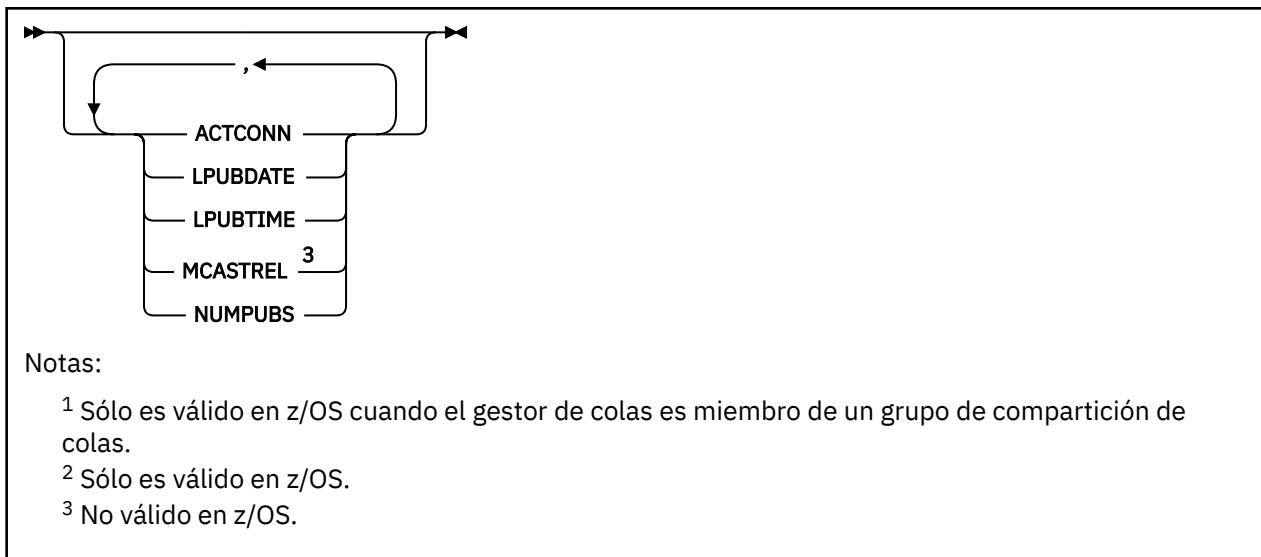 ,
ACTCONN
LPUBDATE
LPUBTIME
MCASTREL 3
NUMPUBS
Notas:
1 Sólo es válido en z/OS cuando el gestor de colas es miembro de un grupo de compartición de
colas.
2 Sólo es válido en z/OS.
3 No válido en z/OS.